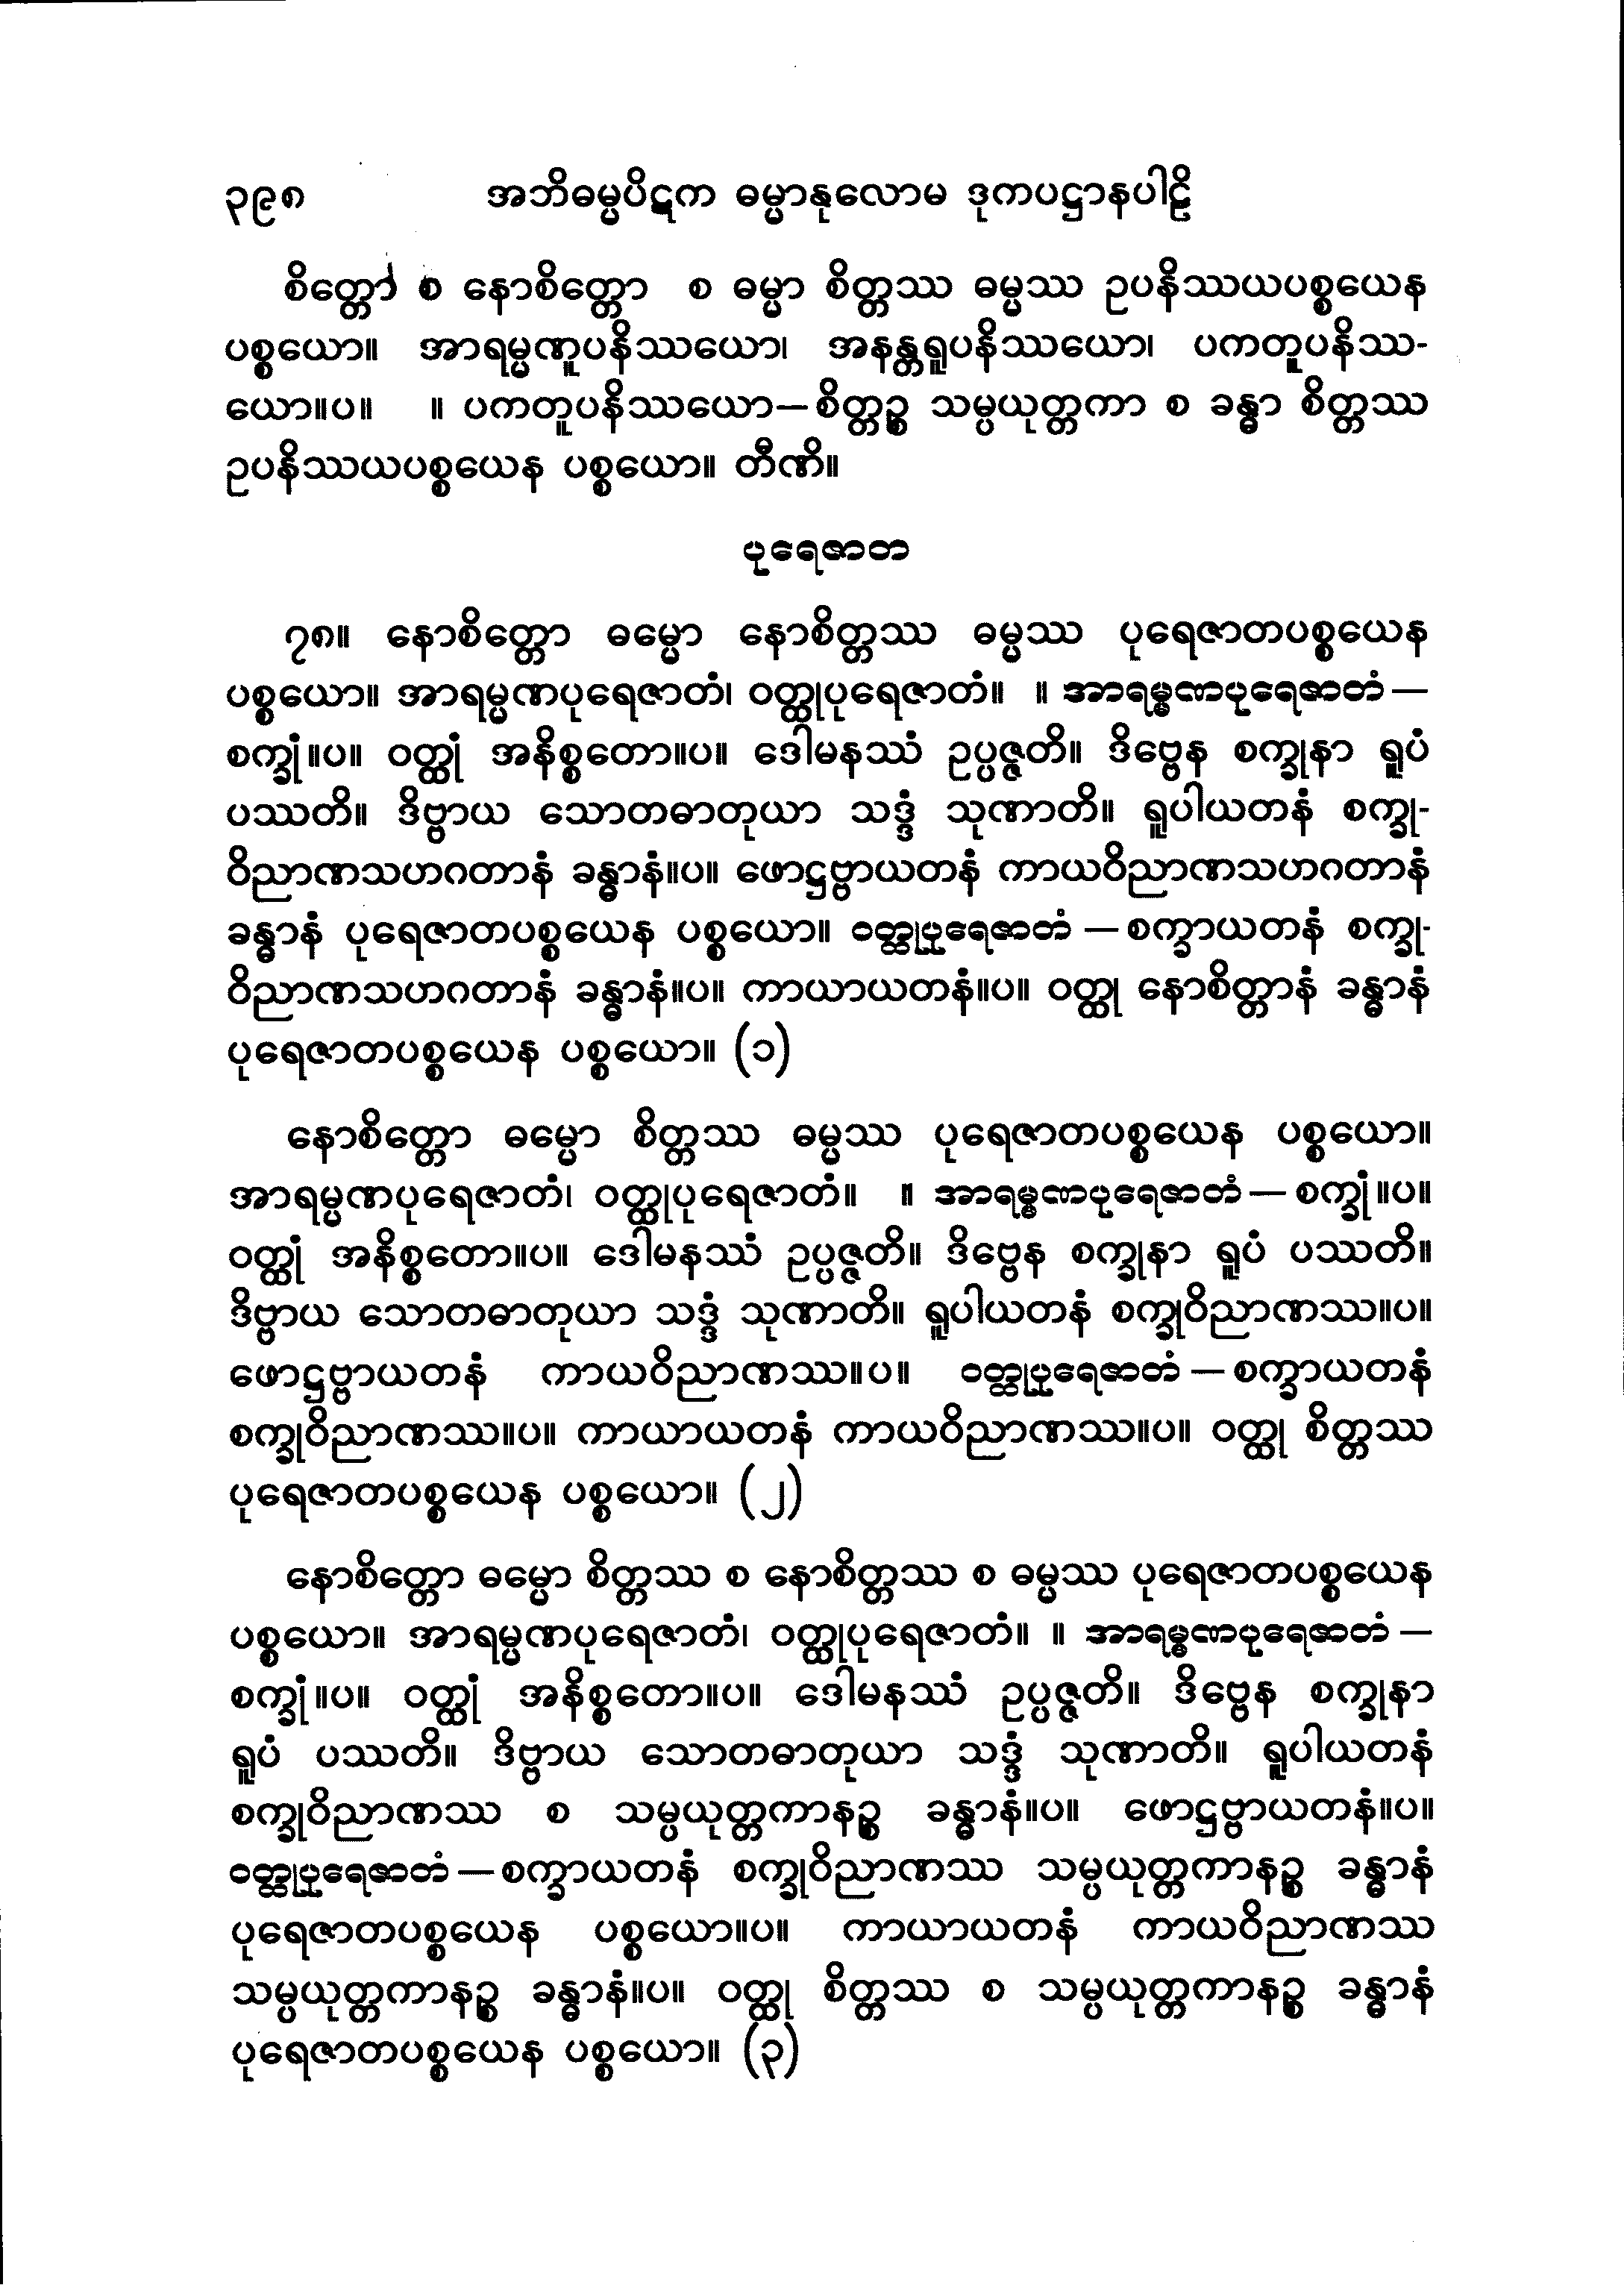 ၃၉၈ အဘိဓမ္မပိဋက ဓမ္မာနုလောမ ဒုကပဋ္ဌာနပါဠိ
စိတ္တော စ နောစိတ္တော စ ဓမ္မာ စိတ္တဿ ဓမ္မဿ ဥပနိဿယပစ္စယေန
ပစ္စယော။ အာရမ္မဏူပနိဿယော၊ အနန္တရူပနိဿယော၊ ပကတူပနိဿ-
ယော။ပ။ ။ ပကတူပနိဿယော—စိတ္တဉ္စ သမ္ပယုတ္တကာ စ ခန္ဓာ စိတ္တဿ
ဥပနိဿယပစ္စယေန ပစ္စယော။ တီဏိ။
ပုရေဇာတ
၇၈။ နောစိတ္တော ဓမ္မော နောစိတ္တဿ ဓမ္မဿ ပုရေဇာတပစ္စယေန
ပစ္စယော။ အာရမ္မဏပုရေဇာတံ၊ ဝတ္ထုပုရေဇာတံ။ ။ အာရမ္မဏပုရေဇာတံ—
စက္ခုံ။ပ။ ဝတ္ထုံ အနိစ္စတော။ပ။ ဒေါမနဿံ ဥပ္ပဇ္ဇတိ။ ဒိဗ္ဗေန စက္ခုနာ ရူပံ
ပဿတိ။ ဒိဗ္ဗာယ သောတဓာတုယာ သဒ္ဒံ သုဏာတိ။ ရူပါယတနံ စက္ခု-
ဝိညာဏသဟဂတာနံ ခန္ဓာနံ။ပ။ ဖောဋ္ဌဗ္ဗာယတနံ ကာယဝိညာဏသဟဂတာနံ
ခန္ဓာနံ ပုရေဇာတပစ္စယေန ပစ္စယော။ ဝတ္ထုပုရေဇာတံ—စက္ခာယတနံ စက္ခု-
ဝိညာဏသဟဂတာနံ ခန္ဓာနံ။ပ။ ကာယာယတနံ။ပ။ ဝတ္ထု နောစိတ္တာနံ ခန္ဓာနံ
ပုရေဇာတပစ္စယေန ပစ္စယော။ (၁)
နောစိတ္တော ဓမ္မော စိတ္တဿ ဓမ္မဿ ပုရေဇာတပစ္စယေန ပစ္စယော။
အာရမ္မဏပုရေဇာတံ၊ ဝတ္ထုပုရေဇာတံ။ ။ အာရမ္မဏပုရေဇာတံ—စက္ခုံ။ပ။
ဝတ္ထုံ အနိစ္စတော။ပ။ ဒေါမနဿံ ဥပ္ပဇ္ဇတိ။ ဒိဗ္ဗေန စက္ခုနာ ရူပံ ပဿတိ။
ဒိဗ္ဗာယ သောတဓာတုယာ သဒ္ဒံ သုဏာတိ။ ရူပါယတနံ စက္ခုဝိညာဏဿ။ပ။
ဖောဋ္ဌဗ္ဗာယတနံ ကာယဝိညာဏဿ။ပ။ ဝတ္ထုပုရေဇာတံ—စက္ခာယတနံ
စက္ခုဝိညာဏဿ။ပ။ ကာယာယတနံ ကာယဝိညာဏဿ။ပ။ ဝတ္ထု စိတ္တဿ
ပုရေဇာတပစ္စယေန ပစ္စယော။ (၂)
နောစိတ္တော ဓမ္မော စိတ္တဿ စ နောစိတ္တဿ စ ဓမ္မဿ ပုရေဇာတပစ္စယေန
ပစ္စယော။ အာရမ္မဏပုရေဇာတံ၊ ဝတ္ထုပုရေဇာတံ။ ။ အာရမ္မဏပုရေဇာတံ—
စက္ခုံ။ပ။ ဝတ္ထုံ အနိစ္စတော။ပ။ ဒေါမနဿံ ဥပ္ပဇ္ဇတိ။ ဒိဗ္ဗေန စက္ခုနာ
ရူပံ ပဿတိ။ ဒိဗ္ဗာယ သောတဓာတုယာ သဒ္ဒံ သုဏာတိ။ ရူပါယတနံ
စက္ခုဝိညာဏဿ စ သမ္ပယုတ္တကာနဉ္စ ခန္ဓာနံ။ပ။ ဖောဋ္ဌဗ္ဗာယတနံ။ပ။
ဝတ္ထုပုရေဇာတံ—စက္ခာယတနံ စက္ခုဝိညာဏဿ သမ္ပယုတ္တကာနဉ္စ ခန္ဓာနံ
ပုရေဇာတပစ္စယေန ပစ္စယော။ပ။ ကာယာယတနံ ကာယဝိညာဏဿ
သမ္ပယုတ္တကာနဉ္စ ခန္ဓာနံ။ပ။ ဝတ္ထု စိတ္တဿ စ သမ္ပယုတ္တကာနဉ္စ ခန္ဓာနံ
ပုရေဇာတပစ္စယေန ပစ္စယော။ (၃)